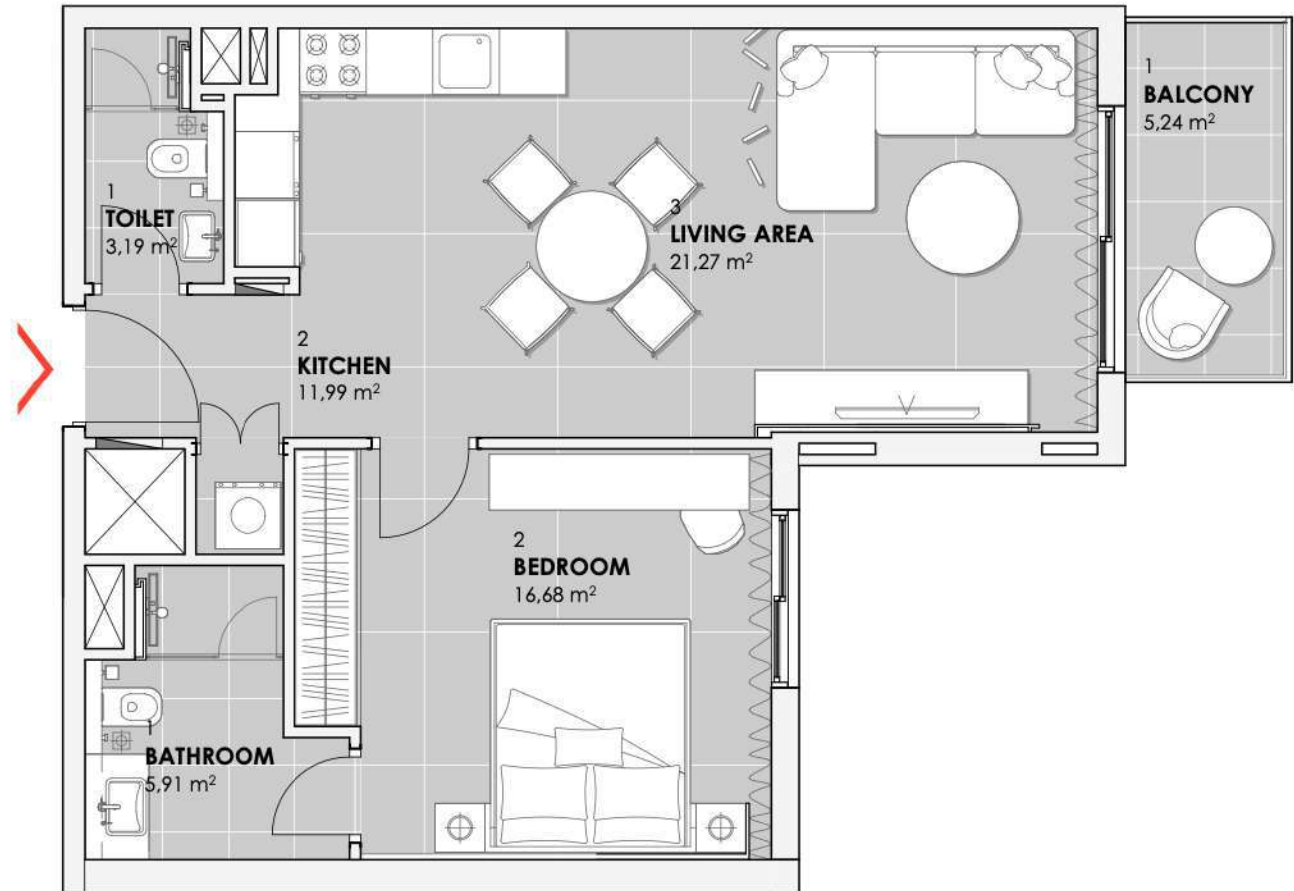 1
BALCONY
5,24 m²
1
TOILET
3,19 m²
3
LIVING AREA
21,27 m²
2
KITCHEN
11,99 m²
2
BEDROOM
16,68 m²
1
BATHROOM
5,91 m²